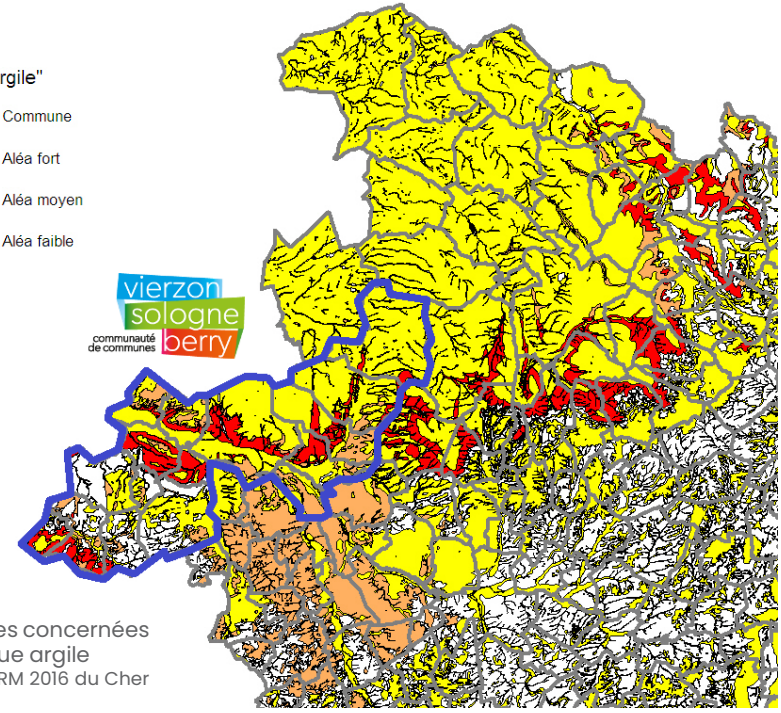 rgile"
Commune
Aléa fort
Aléa moyen
Aléa faible
vierzon
sologne
berry
communauté
de communes
es concernées
ue argile
RM 2016 du Cher